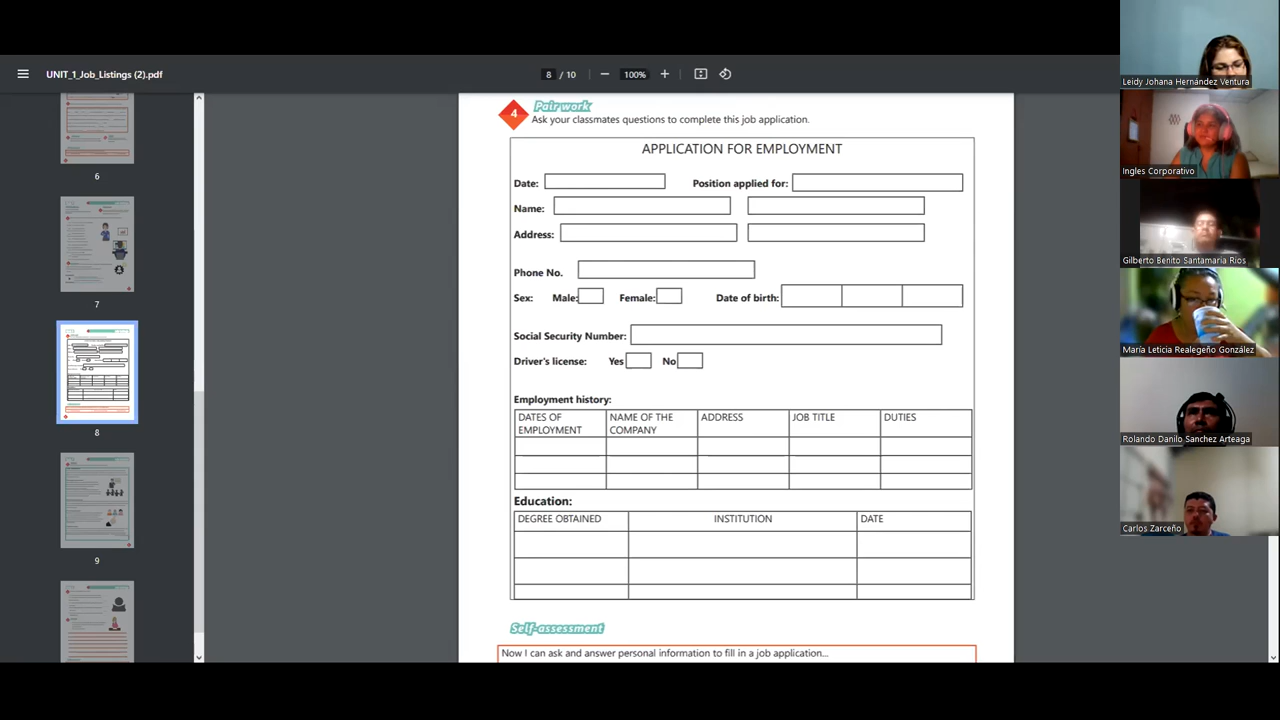 UNIT_1_Job_Listings (2).pdf
8 / 10
100%
6
7
8
9
4
Pair work
Ask your classmates questions to complete this job application.
APPLICATION FOR EMPLOYMENT
Date:
Position applied for:
Name:
Address:
Phone No.
Sex: Male: Female: Date of birth:
Social Security Number:
Driver's license: Yes No
Employment history:
DATES OF EMPLOYMENT
NAME OF THE COMPANY
ADDRESS
JOB TITLE
DUTIES
Education:
DEGREE OBTAINED
INSTITUTION
DATE
Self-assessment
Now I can ask and answer personal information to fill in a job application...
Leidy Johana Hernández Ventura
Ingles Corporativo
Gilberto Benito Santamaria Rios
María Leticia Realegeño González
Rolando Danilo Sanchez Arteaga
Carlos Zarceño